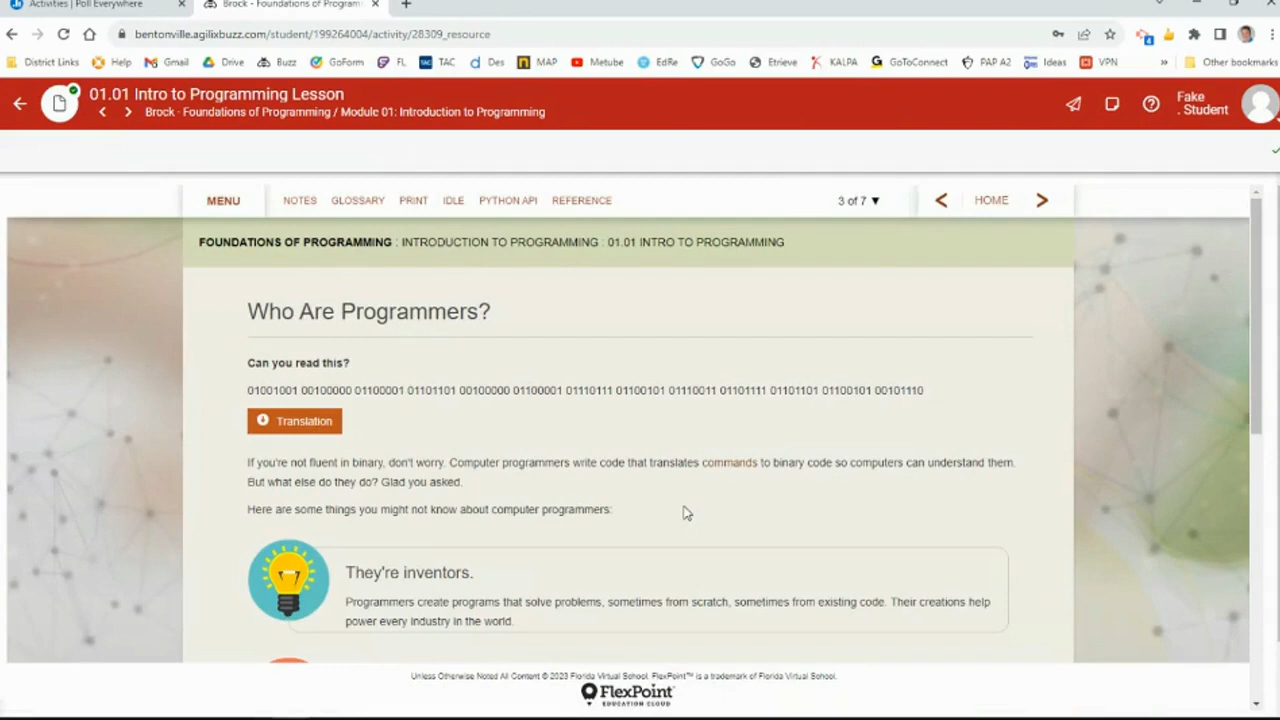 Activities | Poll Everywhere
Brock - Foundations of Program
bentonville.agilixbuzz.com/student/199264004/activity/28309_resource
District Links Help Gmail Drive Buzz GoForm FL TAC Des MAP Metube EdRe GoGo Etrieve KALPA GoToConnect PAP A2 Ideas VPN » Other bookmarks
01.01 Intro to Programming Lesson
Brock - Foundations of Programming / Module 01: Introduction to Programming
Fake
. Student
MENU NOTES GLOSSARY PRINT IDLE PYTHON API REFERENCE 3 of 7 ▼ HOME
FOUNDATIONS OF PROGRAMMING : INTRODUCTION TO PROGRAMMING : 01.01 INTRO TO PROGRAMMING
Who Are Programmers?
Can you read this?
01001001 00100000 01100001 01101101 00100000 01100001 01110111 01100101 01110011 01101111 01101101 01100101 00101110
Translation
If you're not fluent in binary, don't worry. Computer programmers write code that translates commands to binary code so computers can understand them.
But what else do they do? Glad you asked.
Here are some things you might not know about computer programmers:
They're inventors.
Programmers create programs that solve problems, sometimes from scratch, sometimes from existing code. Their creations help
power every industry in the world.
Unless Otherwise Noted All Content © 2023 Florida Virtual School. FlexPoint™ is a trademark of Florida Virtual School.
FlexPoint
EDUCATION CLOUD